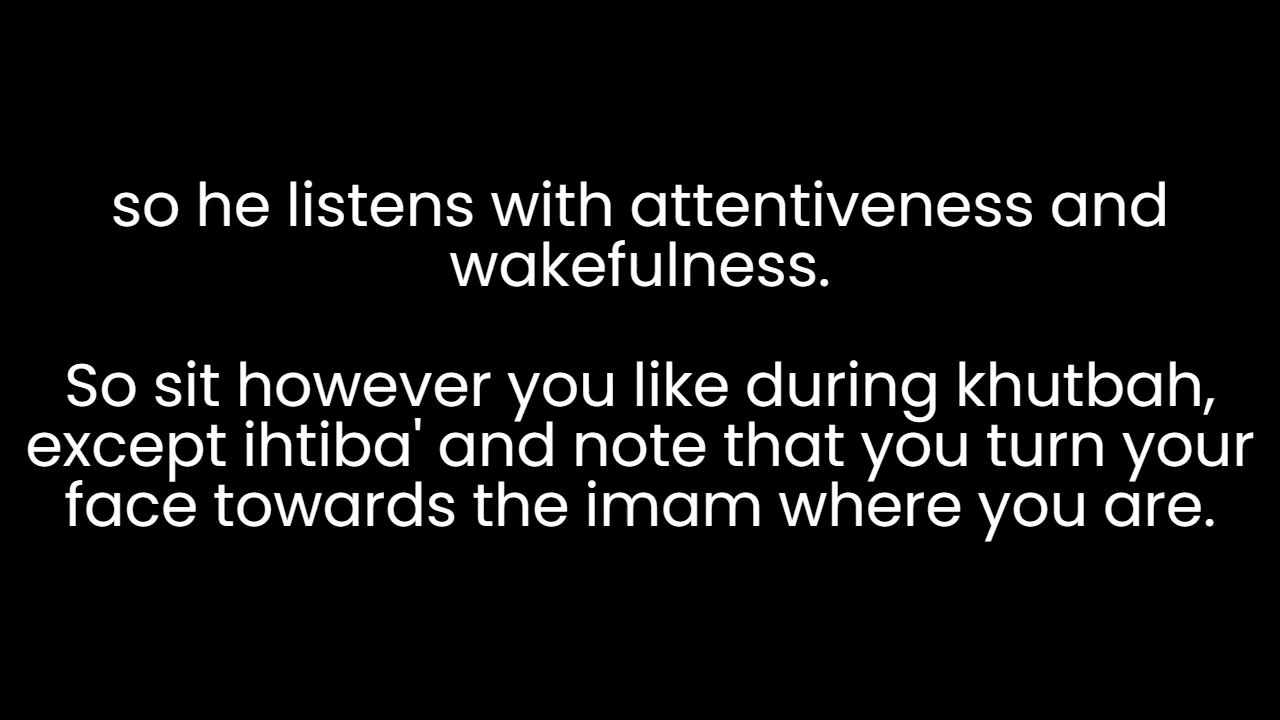 so he listens with attentiveness and
wakefulness.
So sit however you like during khutbah,
except ihtiba' and note that you turn your
face towards the imam where you are.